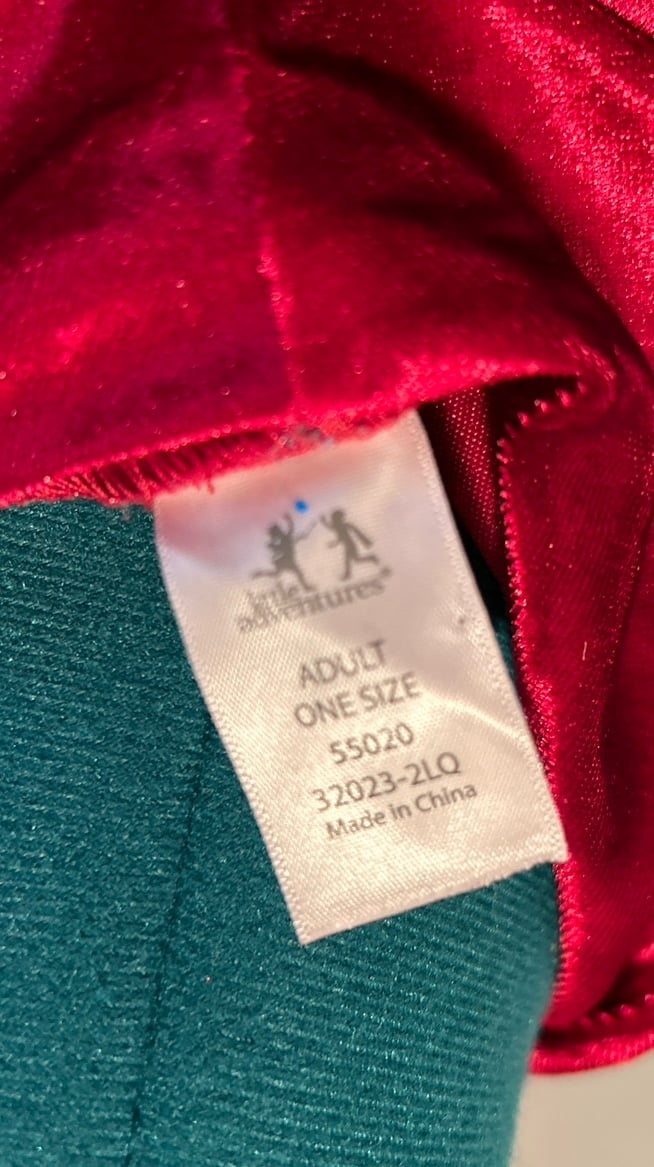 little
adventures®
ADULT
ONE SIZE
55020
32023-2LQ
Made in China